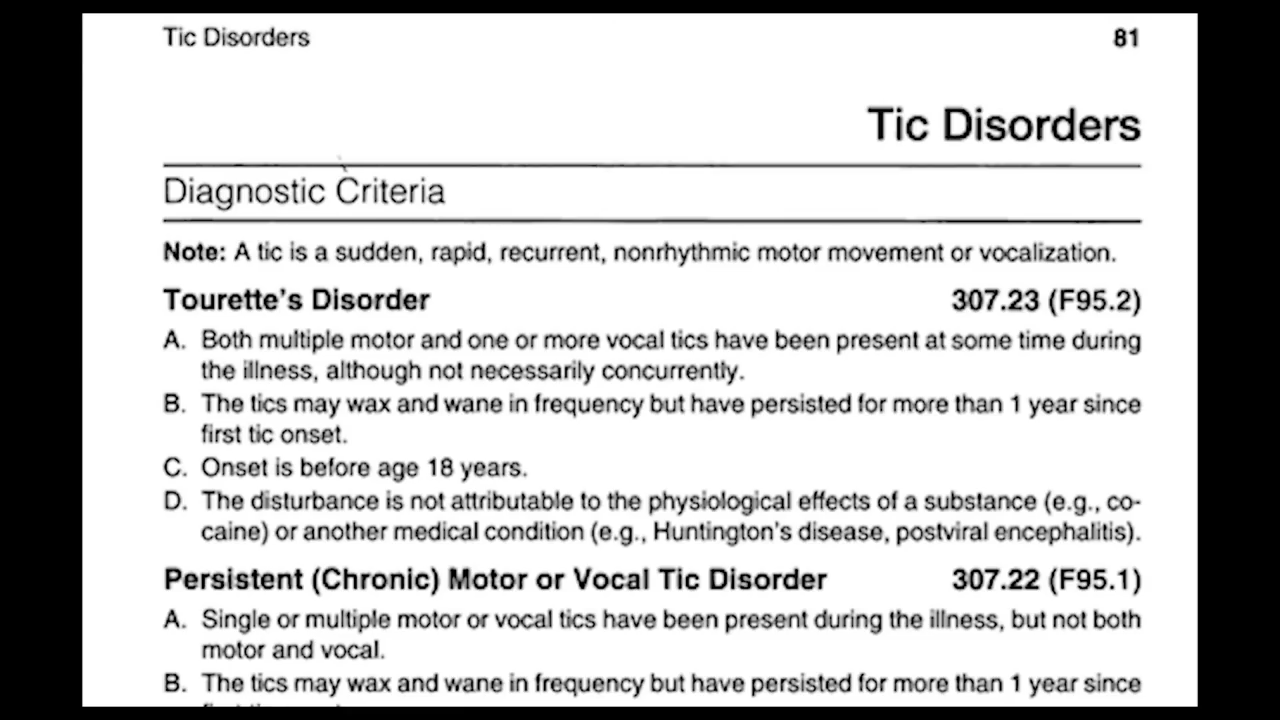 Tic Disorders 81
Tic Disorders
Diagnostic Criteria
Note: A tic is a sudden, rapid, recurrent, nonrhythmic motor movement or vocalization.
Tourette's Disorder 307.23 (F95.2)
A. Both multiple motor and one or more vocal tics have been present at some time during
the illness, although not necessarily concurrently.
B. The tics may wax and wane in frequency but have persisted for more than 1 year since
first tic onset.
C. Onset is before age 18 years.
D. The disturbance is not attributable to the physiological effects of a substance (e.g., co-
caine) or another medical condition (e.g., Huntington's disease, postviral encephalitis).
Persistent (Chronic) Motor or Vocal Tic Disorder 307.22 (F95.1)
A. Single or multiple motor or vocal tics have been present during the illness, but not both
motor and vocal.
B. The tics may wax and wane in frequency but have persisted for more than 1 year since